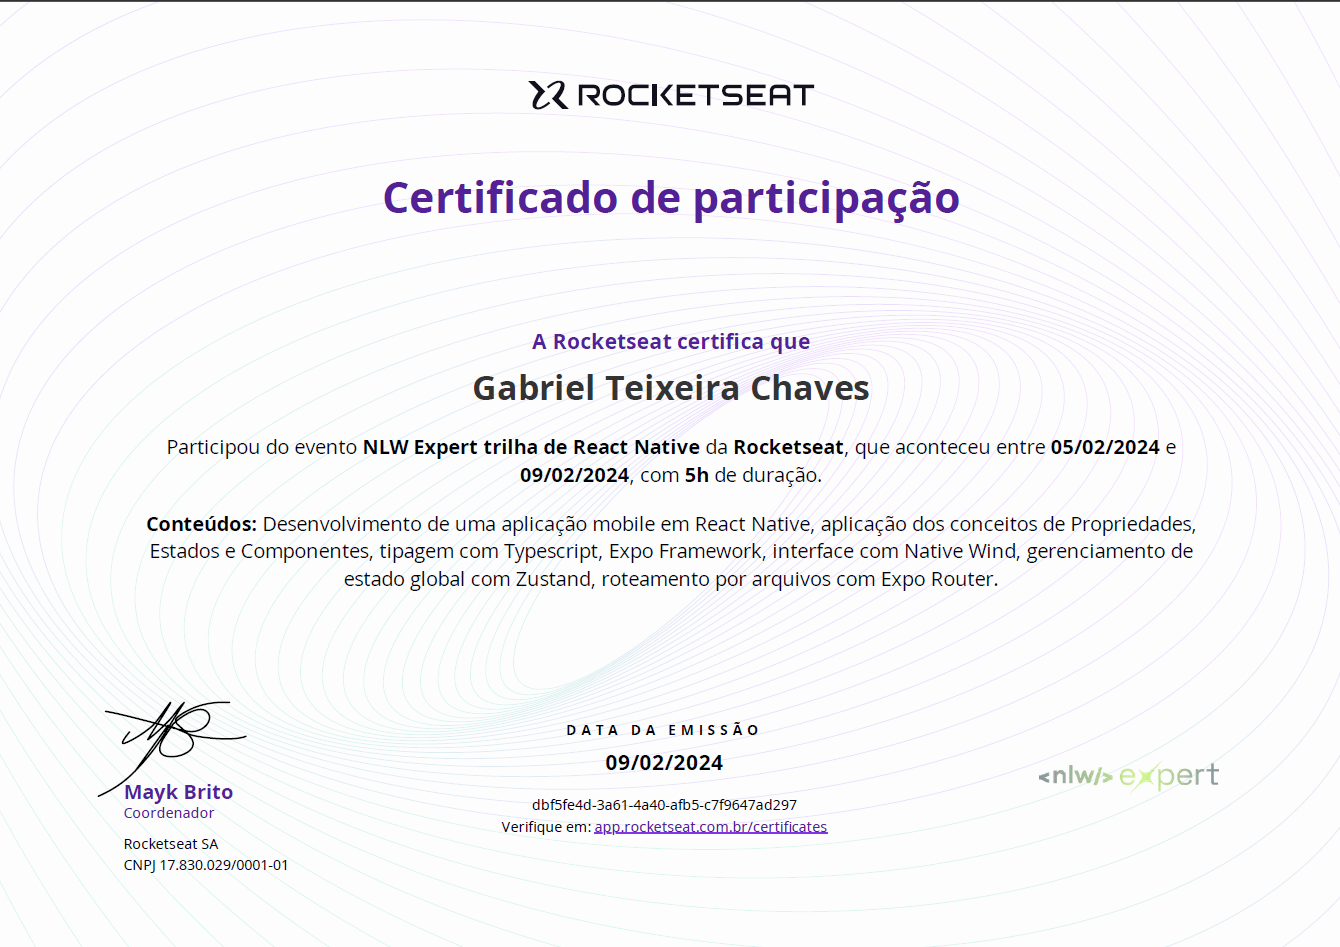 ROCKETSEAT
Certificado de participação
A Rocketseat certifica que
Gabriel Teixeira Chaves
Participou do evento NLW Expert trilha de React Native da Rocketseat, que aconteceu entre 05/02/2024 e
09/02/2024, com 5h de duração.
Conteúdos: Desenvolvimento de uma aplicação mobile em React Native, aplicação dos conceitos de Propriedades,
Estados e Componentes, tipagem com Typescript, Expo Framework, interface com Native Wind, gerenciamento de
estado global com Zustand, roteamento por arquivos com Expo Router.
Mayk Brito
Coordenador
Rocketseat SA
CNPJ 17.830.029/0001-01
DATA DA EMISSÃO
09/02/2024
dbf5fe4d-3a61-4a40-afb5-c7f9647ad297
Verifique em: app.rocketseat.com.br/certificates
<nlw/> expert